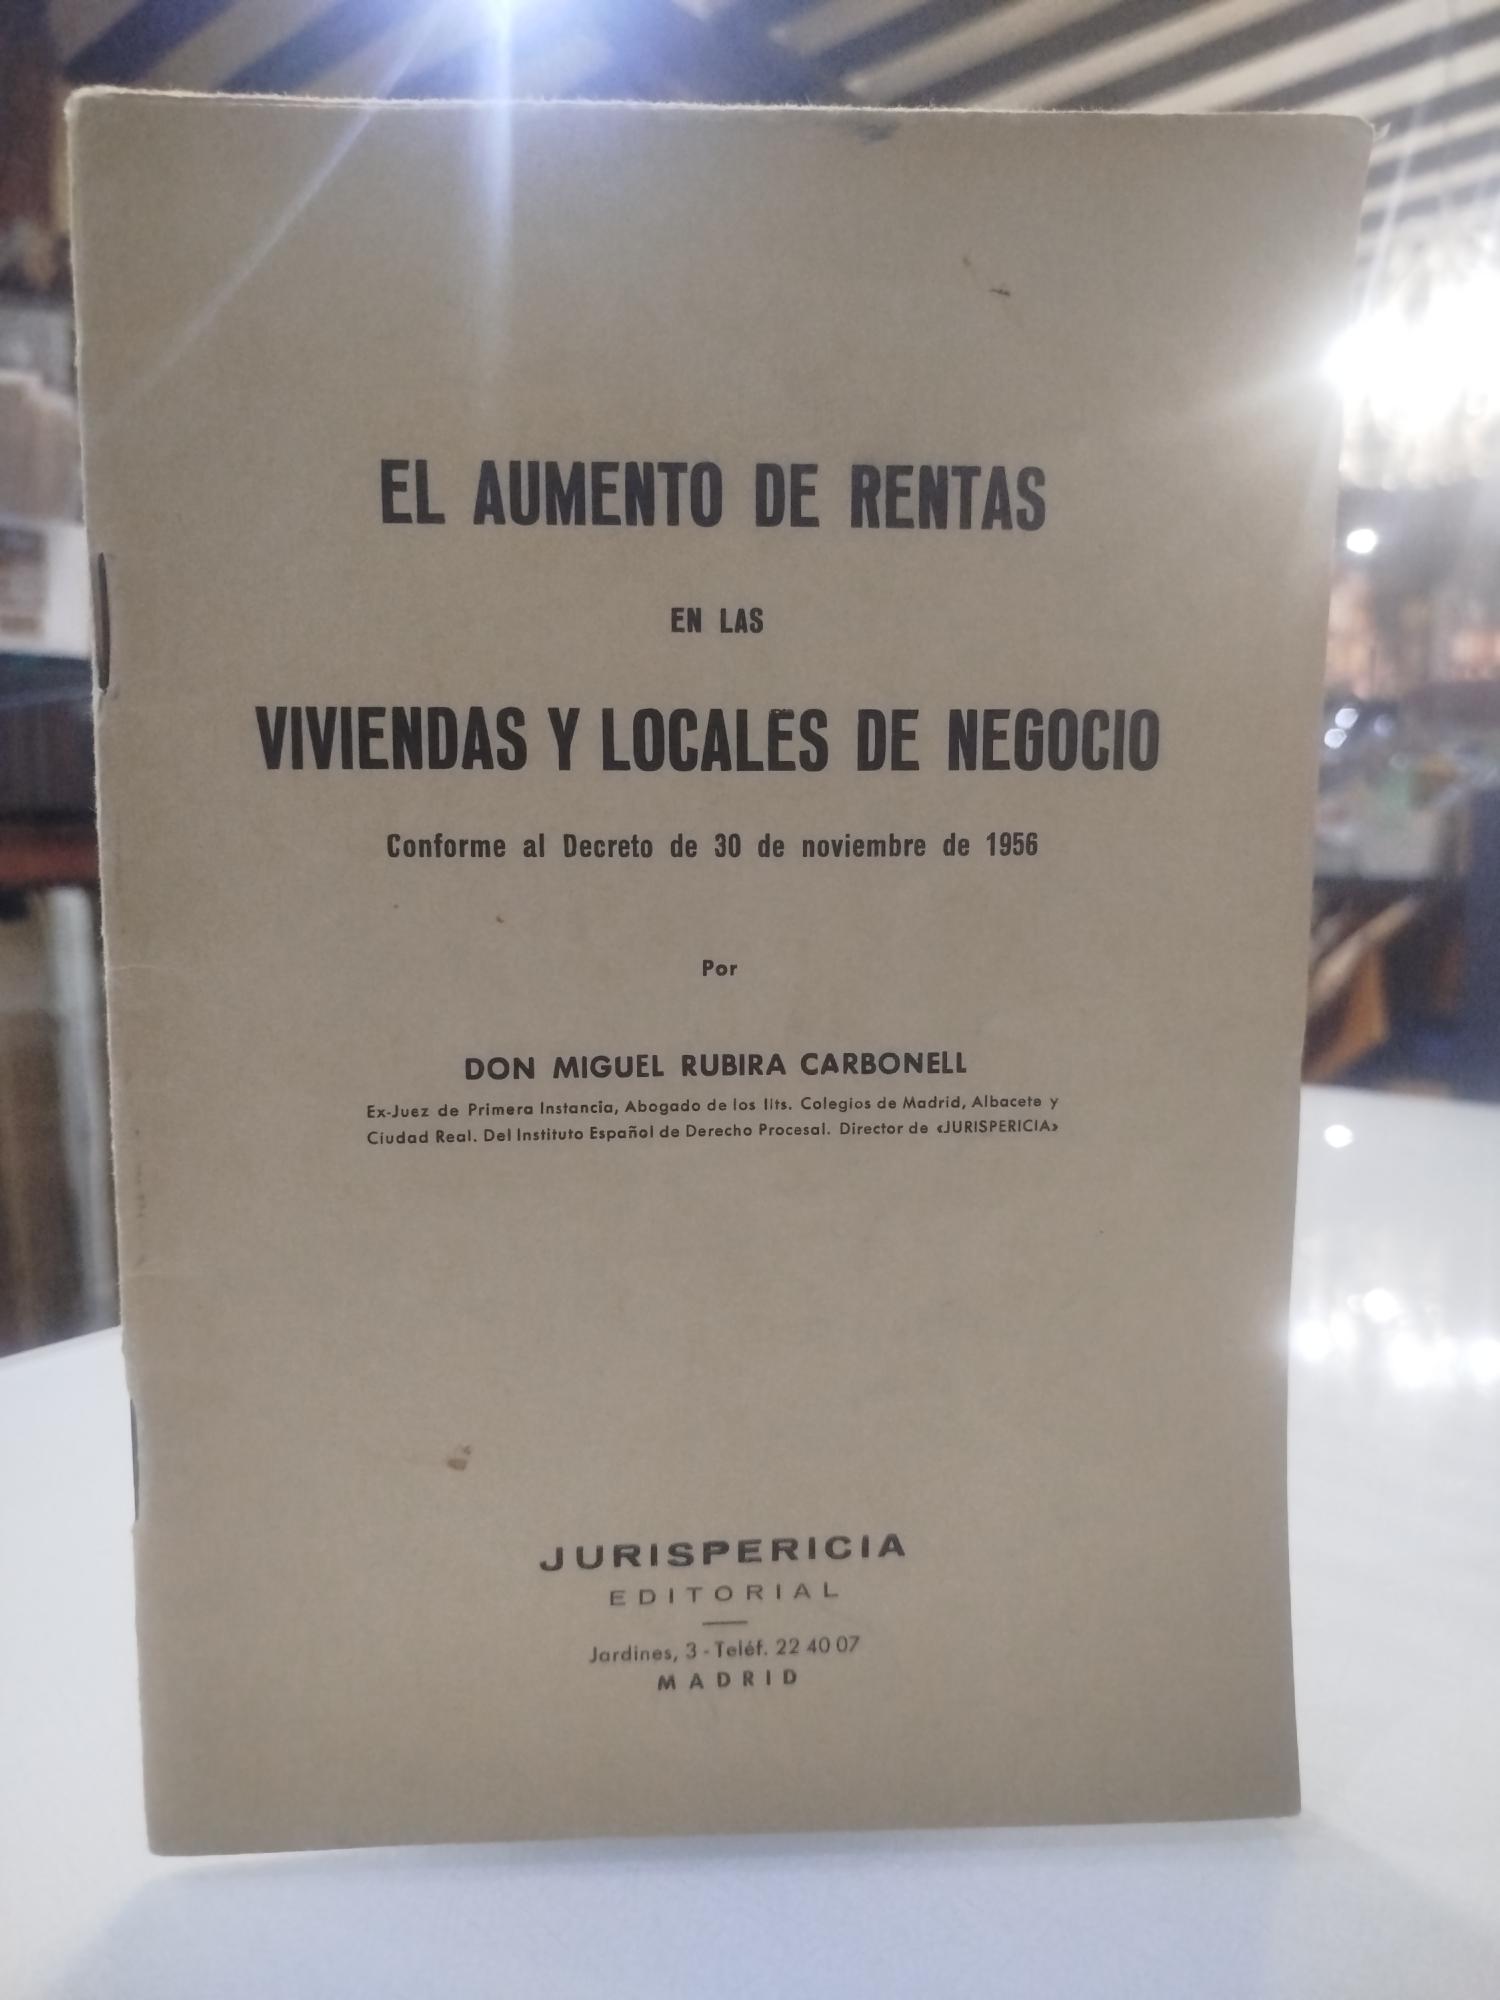 EL AUMENTO DE RENTAS
EN LAS
VIVIENDAS Y LOCALES DE NEGOCIO
Conforme al Decreto de 30 de noviembre de 1956
Por
DON MIGUEL RUBIRA CARBONELL
Ex-Juez de Primera Instancia, Abogado de los Ilts. Colegios de Madrid, Albacete y
Ciudad Real. Del Instituto Español de Derecho Procesal. Director de «JURISPERICIA»
JURISPERICIA
EDITORIAL
Jardines, 3 - Teléf. 22 40 07
MADRID